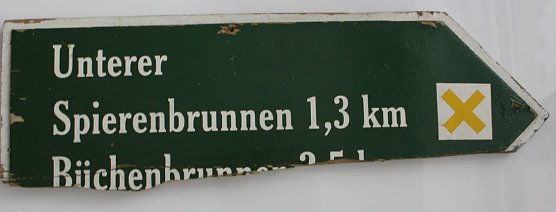 Unterer
Spierenbrunnen 1,3 km
Büchenbrunnen